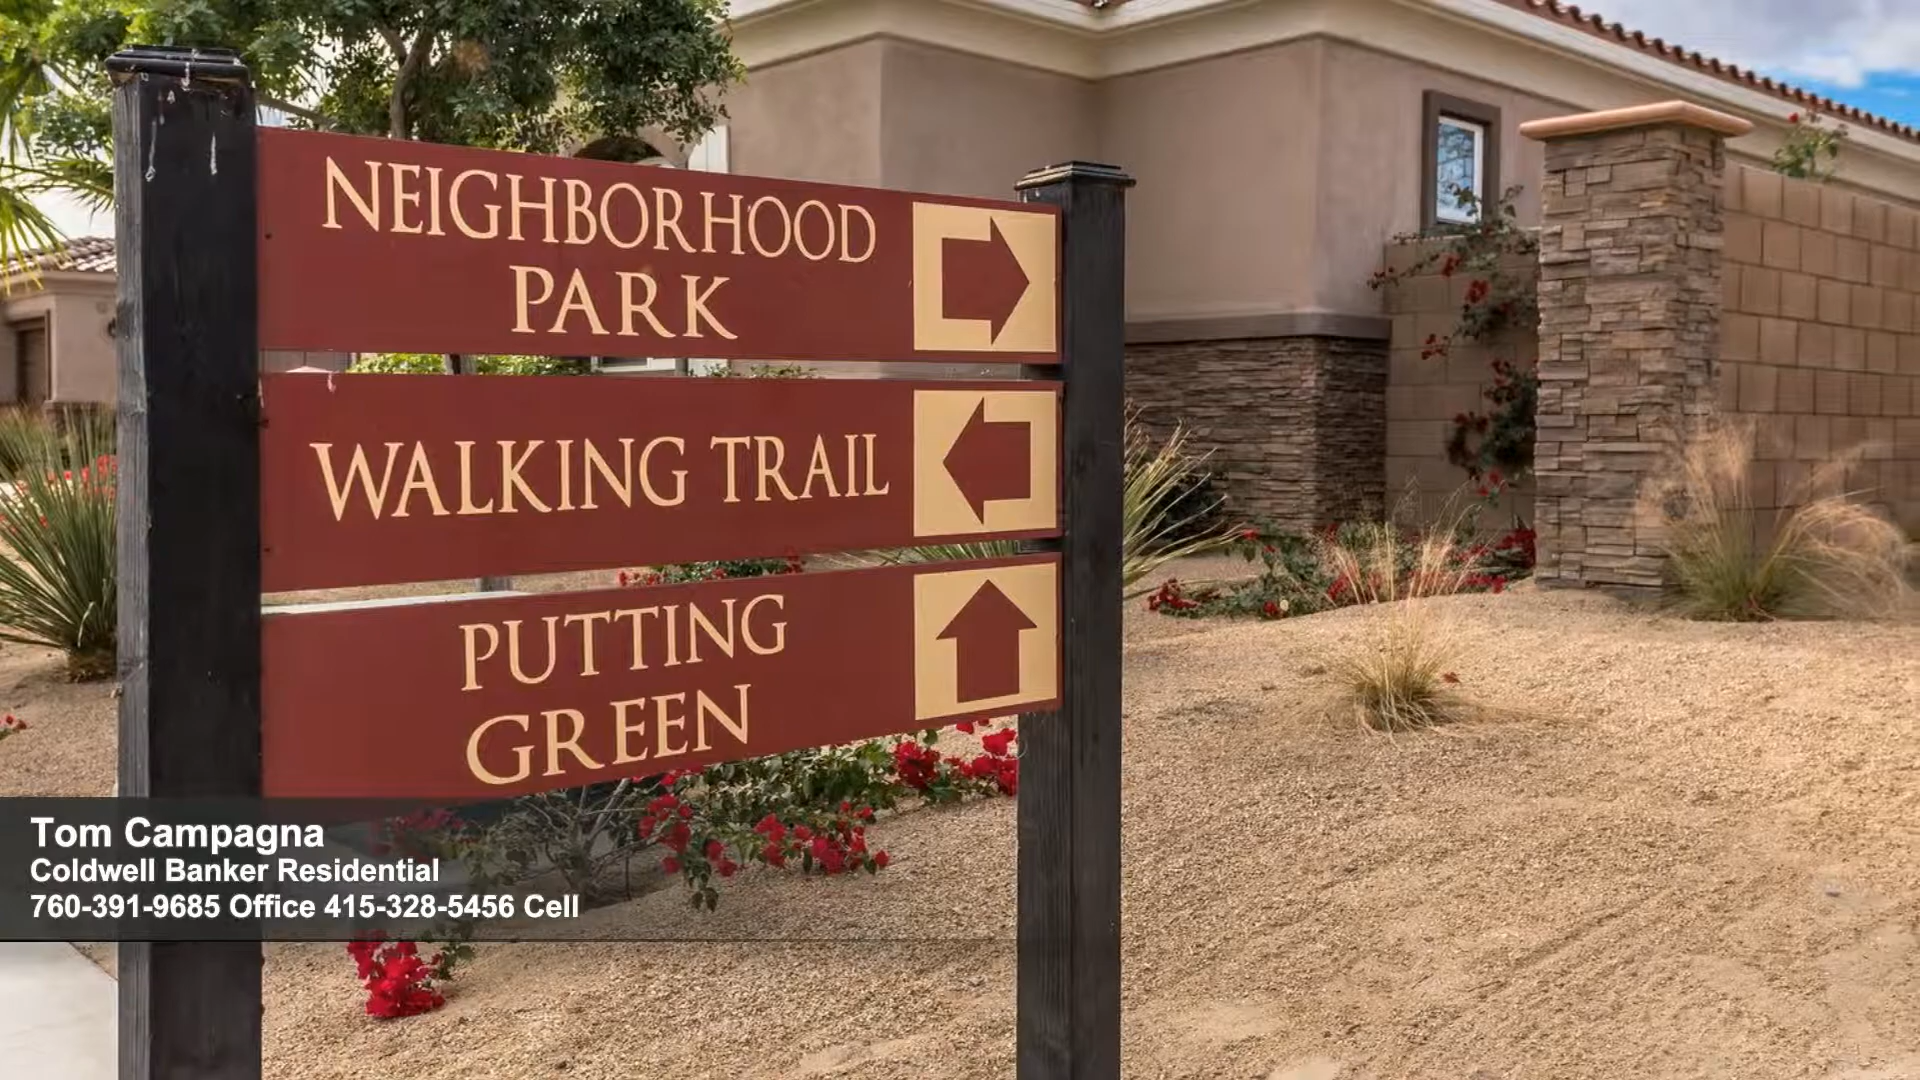 NEIGHBORHOOD
PARK
WALKING TRAIL
PUTTING
GREEN
Tom Campagna
Coldwell Banker Residential
760-391-9685 Office 415-328-5456 Cell